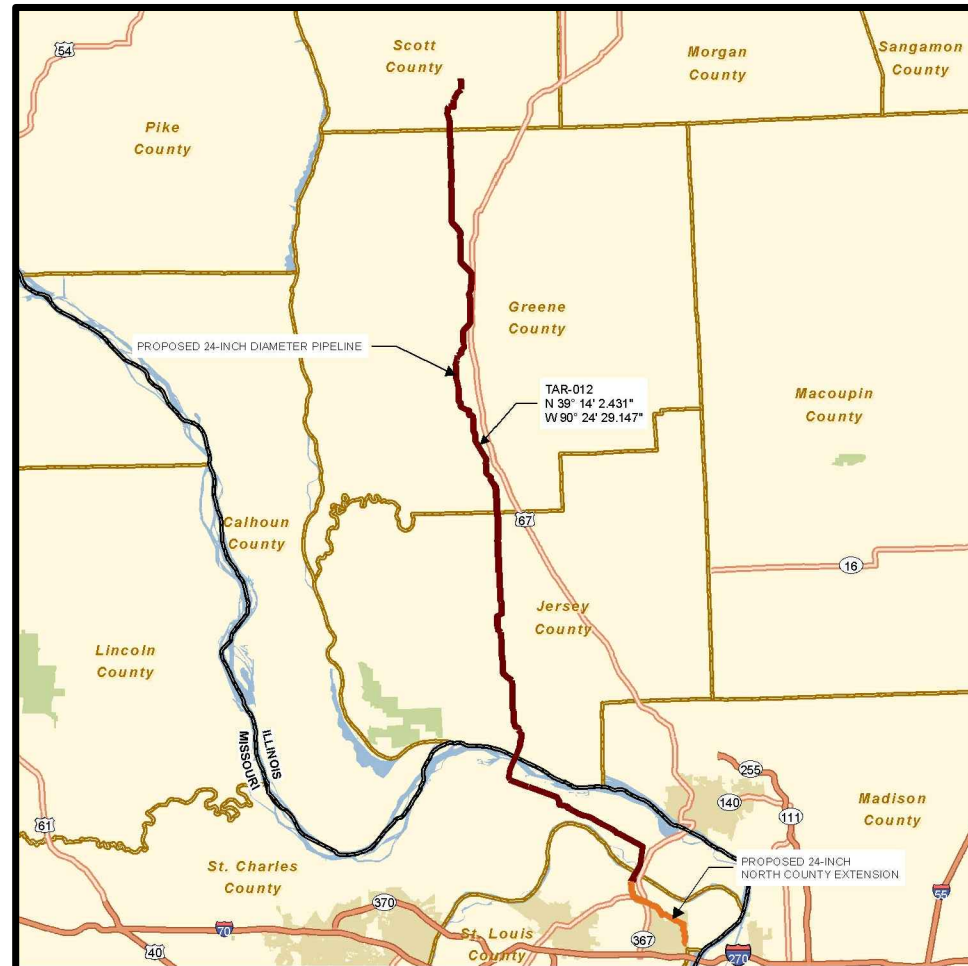 54
Scott
County
Morgan
County
Sangamon
County
Pike
County
Greene
County
PROPOSED 24-INCH DIAMETER PIPELINE
TAR-012
N 39° 14' 2.431"
W 90° 24' 29.147"
Macoupin
County
Calhoun
County
67
16
Jersey
County
Lincoln
County
ILLINOIS
MISSOURI
255
140
111
Madison
County
61
St. Charles
County
PROPOSED 24-INCH
NORTH COUNTY EXTENSION
55
370
70
St. Louis
County
367
40
270